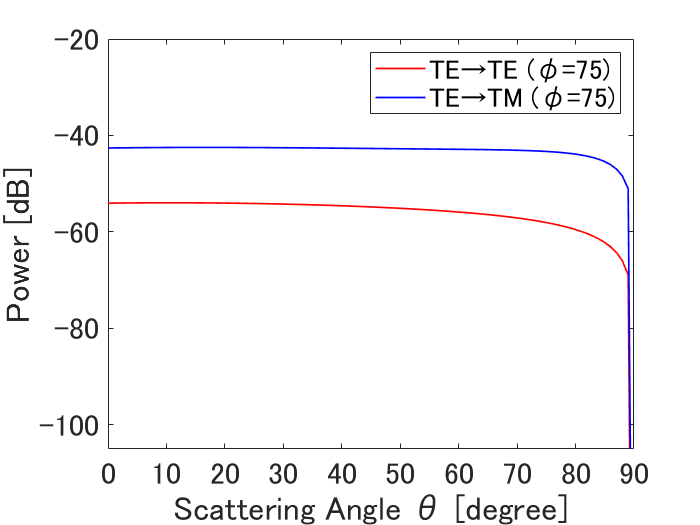 -20
TE→TE (φ=75)
TE→TM (φ=75)
-40
-60
-80
-100
Power [dB]
0 10 20 30 40 50 60 70 80 90
Scattering Angle θ [degree]